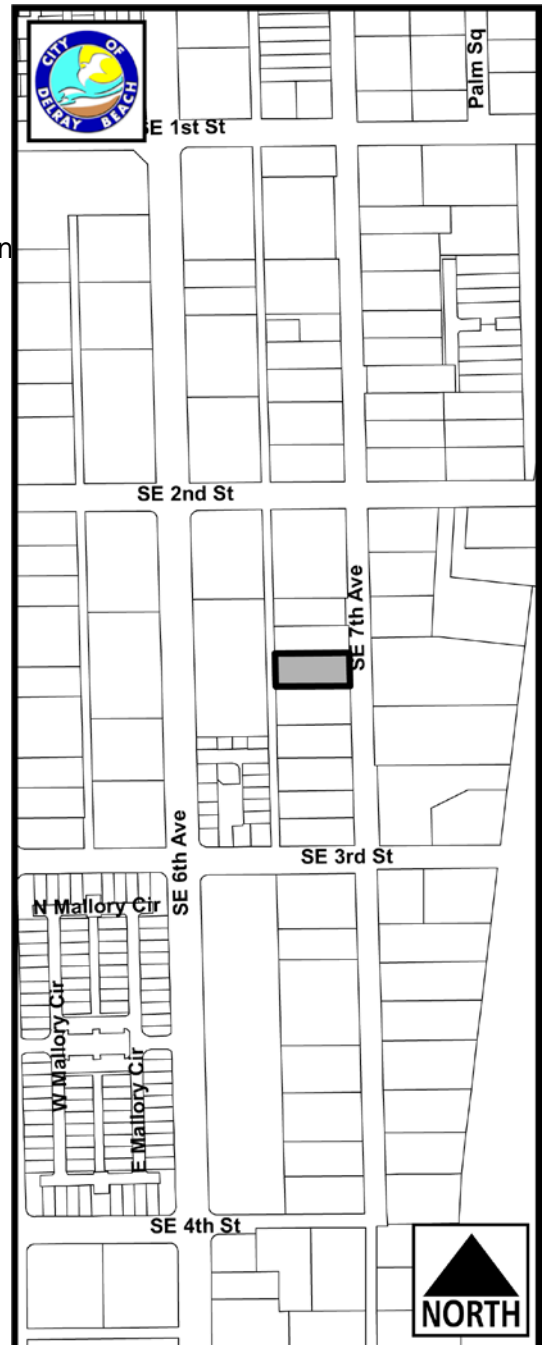 CITY OF
DELRAY BEACH
Palm Sq
SE 1st St
n
SE 2nd St
SE 7th Ave
SE 6th Ave
SE 3rd St
N Mallory Cir
W Mallory Cir
E Mallory Cir
SE 4th St
NORTH